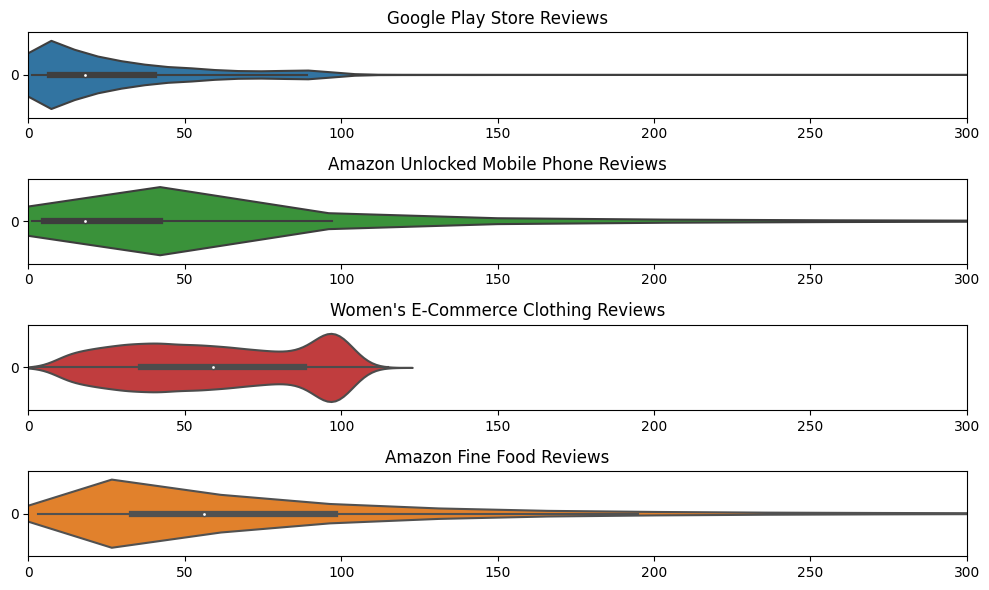 Google Play Store Reviews
0
0 50 100 150 200 250 300
Amazon Unlocked Mobile Phone Reviews
0
0 50 100 150 200 250 300
Women's E-Commerce Clothing Reviews
0
0 50 100 150 200 250 300
Amazon Fine Food Reviews
0
0 50 100 150 200 250 300